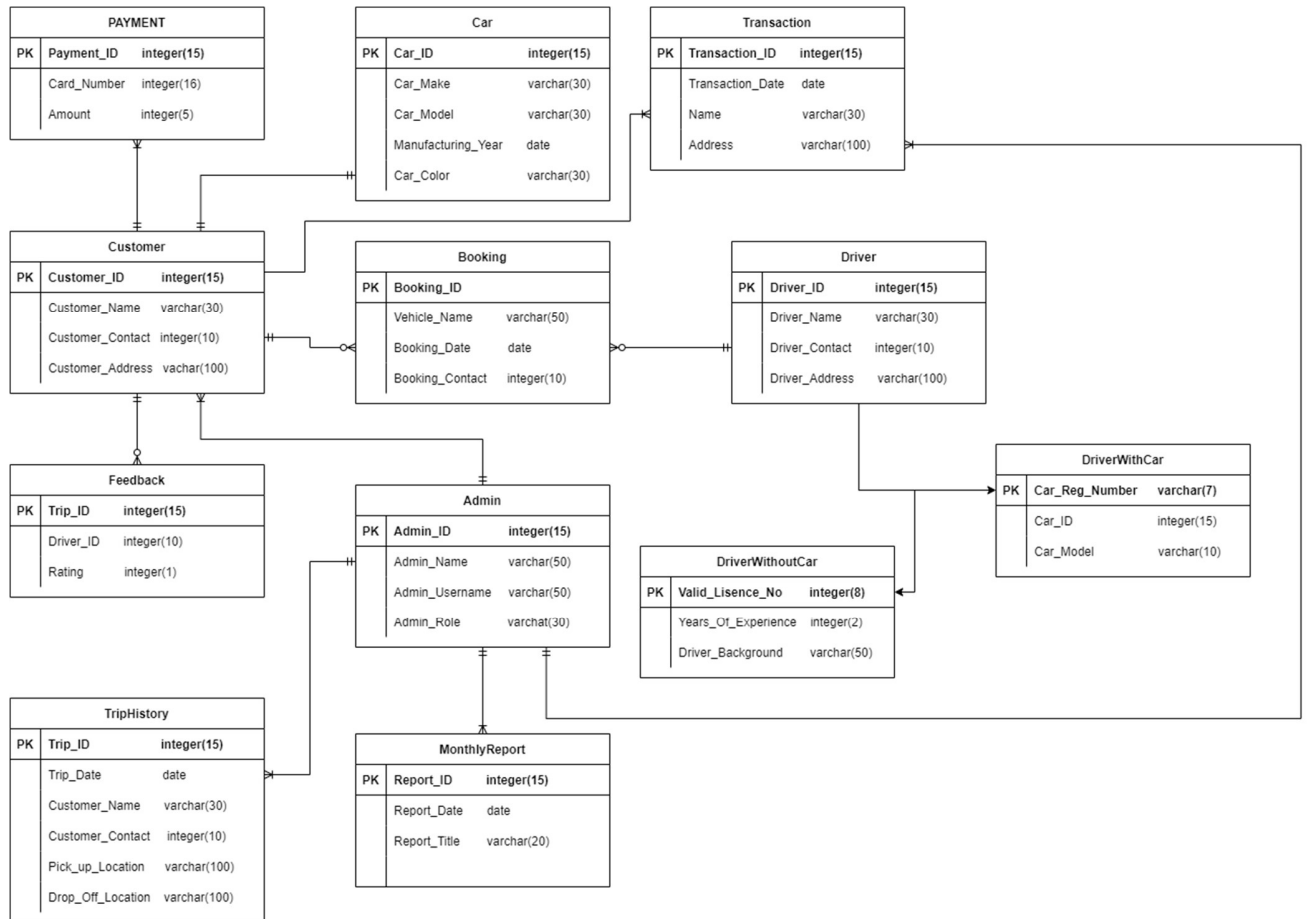 PAYMENT
PK Payment_ID integer(15)
Card_Number integer(16)
Amount integer(5)
Car
PK Car_ID integer(15)
Car_Make varchar(30)
Car_Model varchar(30)
Manufacturing_Year date
Car_Color varchar(30)
Transaction
PK Transaction_ID integer(15)
Transaction_Date date
Name varchar(30)
Address varchar(100)
Customer
PK Customer_ID integer(15)
Customer_Name varchar(30)
Customer_Contact integer(10)
Customer_Address vachar(100)
Booking
PK Booking_ID
Vehicle_Name varchar(50)
Booking_Date date
Booking_Contact integer(10)
Driver
PK Driver_ID integer(15)
Driver_Name varchar(30)
Driver_Contact integer(10)
Driver_Address varchar(100)
Feedback
PK Trip_ID integer(15)
Driver_ID integer(10)
Rating integer(1)
Admin
PK Admin_ID integer(15)
Admin_Name varchar(50)
Admin_Username varchar(50)
Admin_Role varchat(30)
DriverWithoutCar
PK Valid_Lisence_No integer(8)
Years_Of_Experience integer(2)
Driver_Background varchar(50)
DriverWithCar
PK Car_Reg_Number varchar(7)
Car_ID integer(15)
Car_Model varchar(10)
TripHistory
PK Trip_ID integer(15)
Trip_Date date
Customer_Name varchar(30)
Customer_Contact integer(10)
Pick_up_Location varchar(100)
Drop_Off_Location varchar(100)
MonthlyReport
PK Report_ID integer(15)
Report_Date date
Report_Title varchar(20)